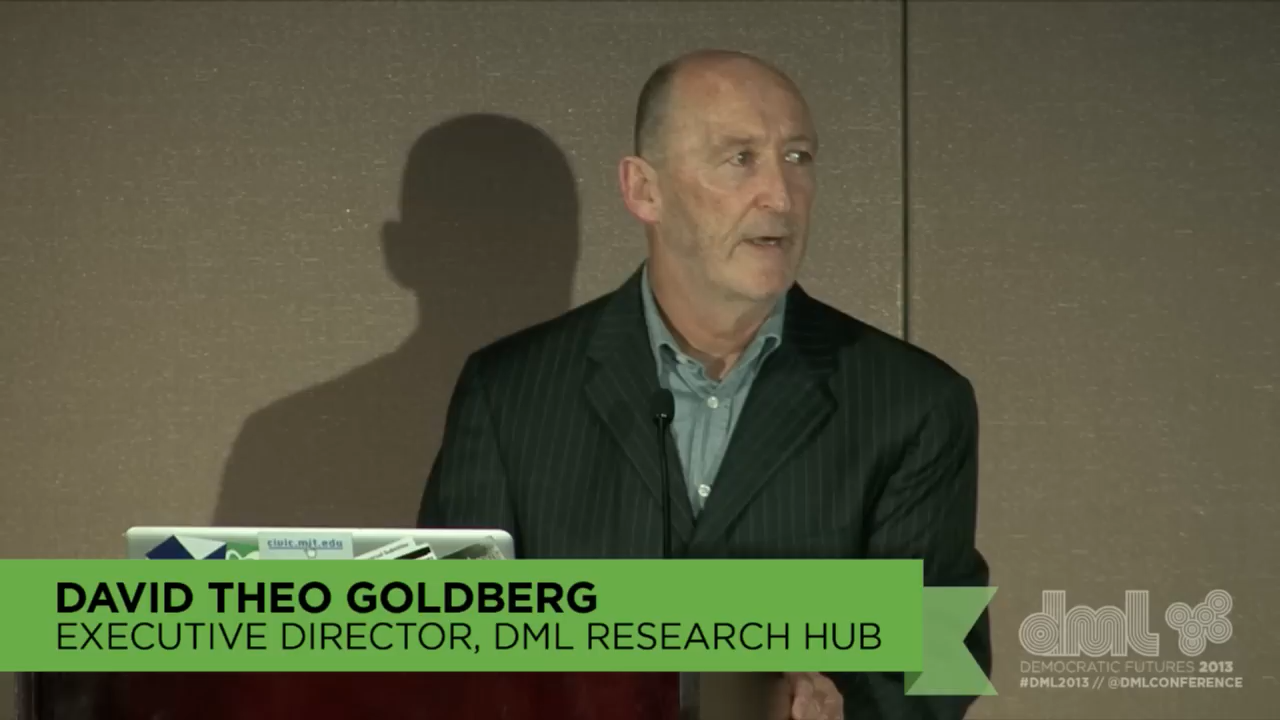 civic.mit.edu
DAVID THEO GOLDBERG
EXECUTIVE DIRECTOR, DML RESEARCH HUB
dml
DEMOCRATIC FUTURES 2013
#DML2013 // @DMLCONFERENCE